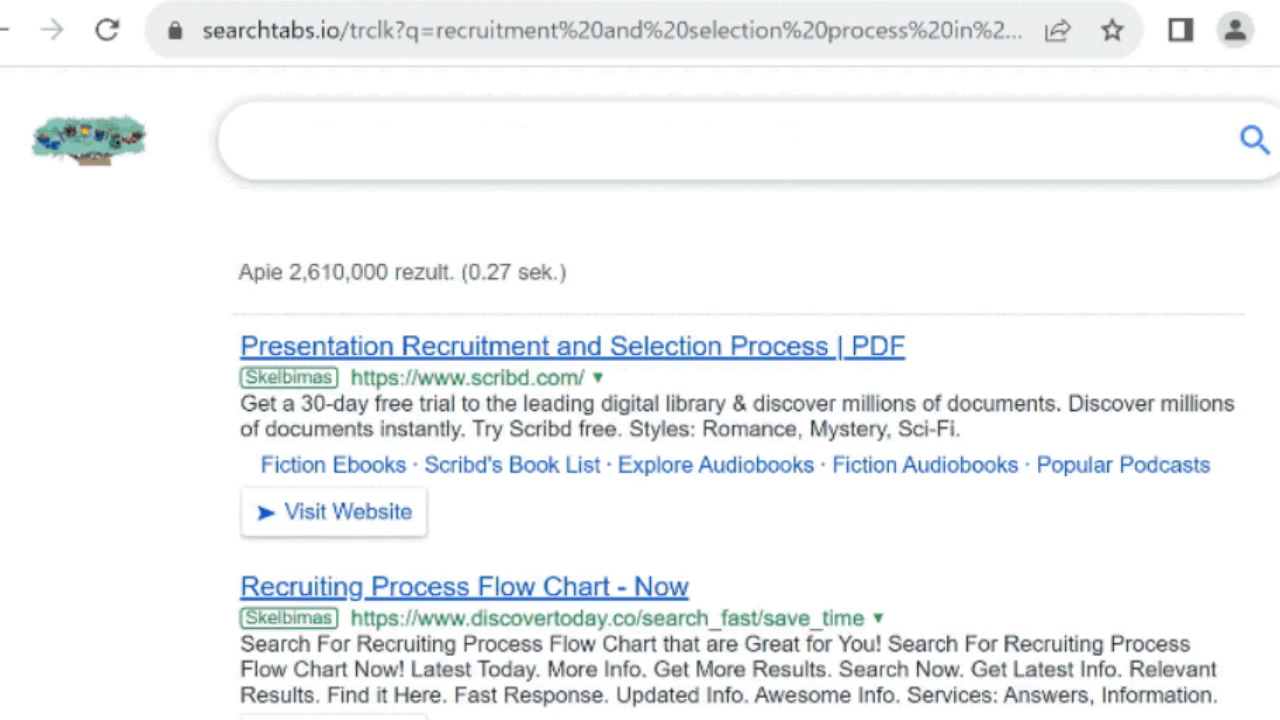 searchtabs.io/trclk?q=recruitment%20and%20selection%20process%20in%2...
Apie 2,610,000 rezult. (0.27 sek.)
Presentation Recruitment and Selection Process | PDF
Skelbimas https://www.scribd.com/ ▼
Get a 30-day free trial to the leading digital library & discover millions of documents. Discover millions
of documents instantly. Try Scribd free. Styles: Romance, Mystery, Sci-Fi.
Fiction Ebooks · Scribd's Book List · Explore Audiobooks · Fiction Audiobooks · Popular Podcasts
➤ Visit Website
Recruiting Process Flow Chart - Now
Skelbimas https://www.discovertoday.co/search_fast/save_time ▼
Search For Recruiting Process Flow Chart that are Great for You! Search For Recruiting Process
Flow Chart Now! Latest Today. More Info. Get More Results. Search Now. Get Latest Info. Relevant
Results. Find it Here. Fast Response. Updated Info. Awesome Info. Services: Answers, Information.